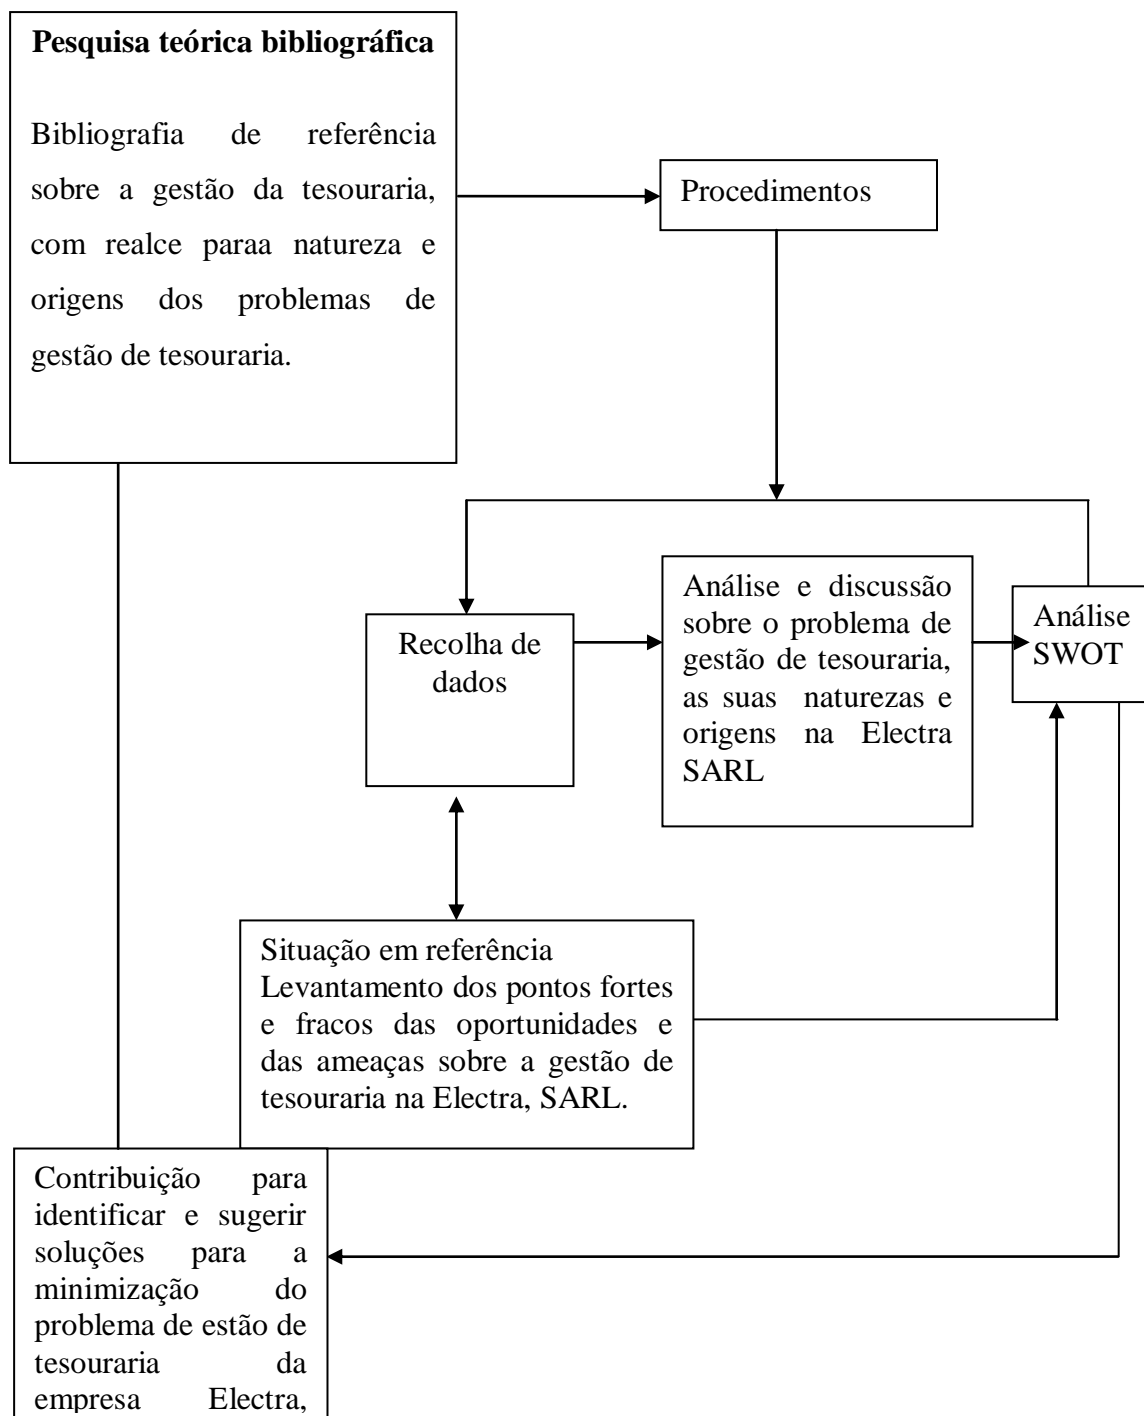 Pesquisa teórica bibliográfica
Bibliografia de referência
sobre a gestão da tesouraria,
com realce paraa natureza e
origens dos problemas de
gestão de tesouraria.
Procedimentos
Recolha de
dados
Análise e discussão
sobre o problema de
gestão de tesouraria,
as suas naturezas e
origens na Electra
SARL
Análise
SWOT
Situação em referência
Levantamento dos pontos fortes
e fracos das oportunidades e
das ameaças sobre a gestão de
tesouraria na Electra, SARL.
Contribuição para
identificar e sugerir
soluções para a
minimização do
problema de estão de
tesouraria da
empresa Electra,